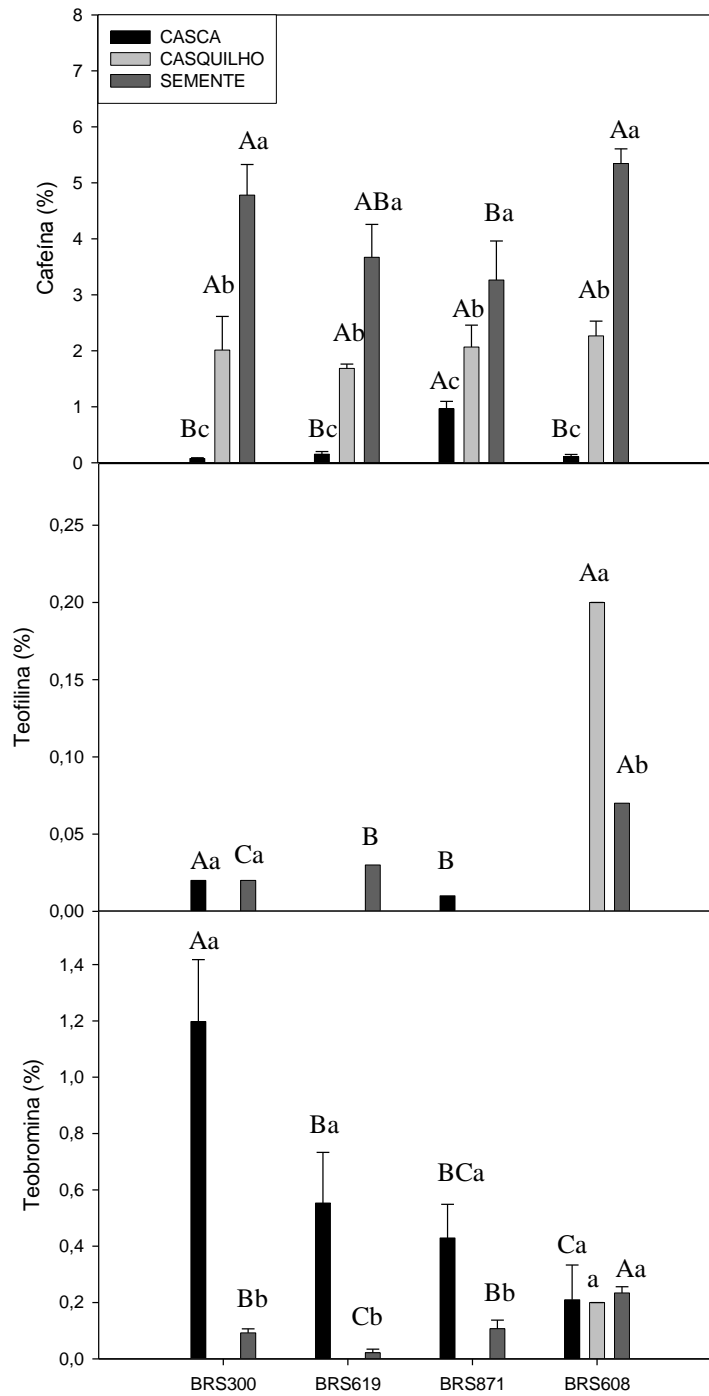 8
CASCA
CASQUILHO
SEMENTE
7
6
Aa
Aa
5
ABa
Ba
4
Cafeína (%)
3
Ab
Ab
Ab
Ab
2
Ac
1
Bc
Bc
Bc
0
0,25
Aa
0,20
Teofilina (%)
0,15
0,10
Ab
0,05
Aa
Ca
B
B
0,00
Aa
1,4
1,2
1,0
Teobromina (%)
0,8
Ba
BCa
0,6
0,4
Ca
a
Aa
0,2
Bb
Cb
Bb
0,0
BRS300
BRS619
BRS871
BRS608